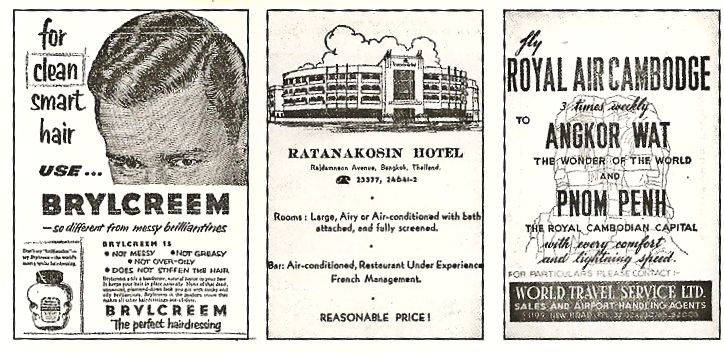 for
clean
smart
hair
USE...
BRYLCREEM
—so different from messy brilliantines
BRYLCREEM IS
• NOT MESSY • NOT GREASY
• NOT OVER-OILY
• DOES NOT STIFFEN THE HAIR
BRYLCREEM
The perfect hairdressing
RATANAKOSIN HOTEL
Rajdamnern Avenue, Bangkok, Thailand.
☎ 23377, 24641-2
Rooms : Large, Airy or Air-conditioned with bath
attached, and fully screened.
Bar: Air-conditioned, Restaurant Under Experience
French Management.
REASONABLE PRICE!
fly
ROYAL AIR CAMBODGE
3 times weekly
TO
ANGKOR WAT
THE WONDER OF THE WORLD
AND
PNOM PENH
THE ROYAL CAMBODIAN CAPITAL
with every comfort
and lightning speed.
FOR PARTICULARS PLEASE CONTACT :-
WORLD TRAVEL SERVICE LTD.
SALES AND AIRPORT HANDLING AGENTS
NEW ROAD